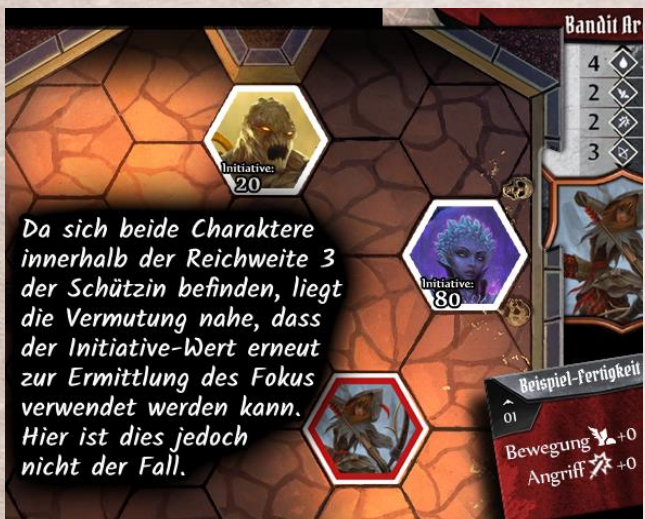 Bandit Ar
4
2
2
3
Initiative:
20
Initiative:
80
Da sich beide Charaktere
innerhalb der Reichweite 3
der Schützin befinden, liegt
die Vermutung nahe, dass
der Initiative-Wert erneut
zur Ermittlung des Fokus
verwendet werden kann.
Hier ist dies jedoch
nicht der Fall.
Beispiel-Fertigkeit
01
Bewegung +0
Angriff +0